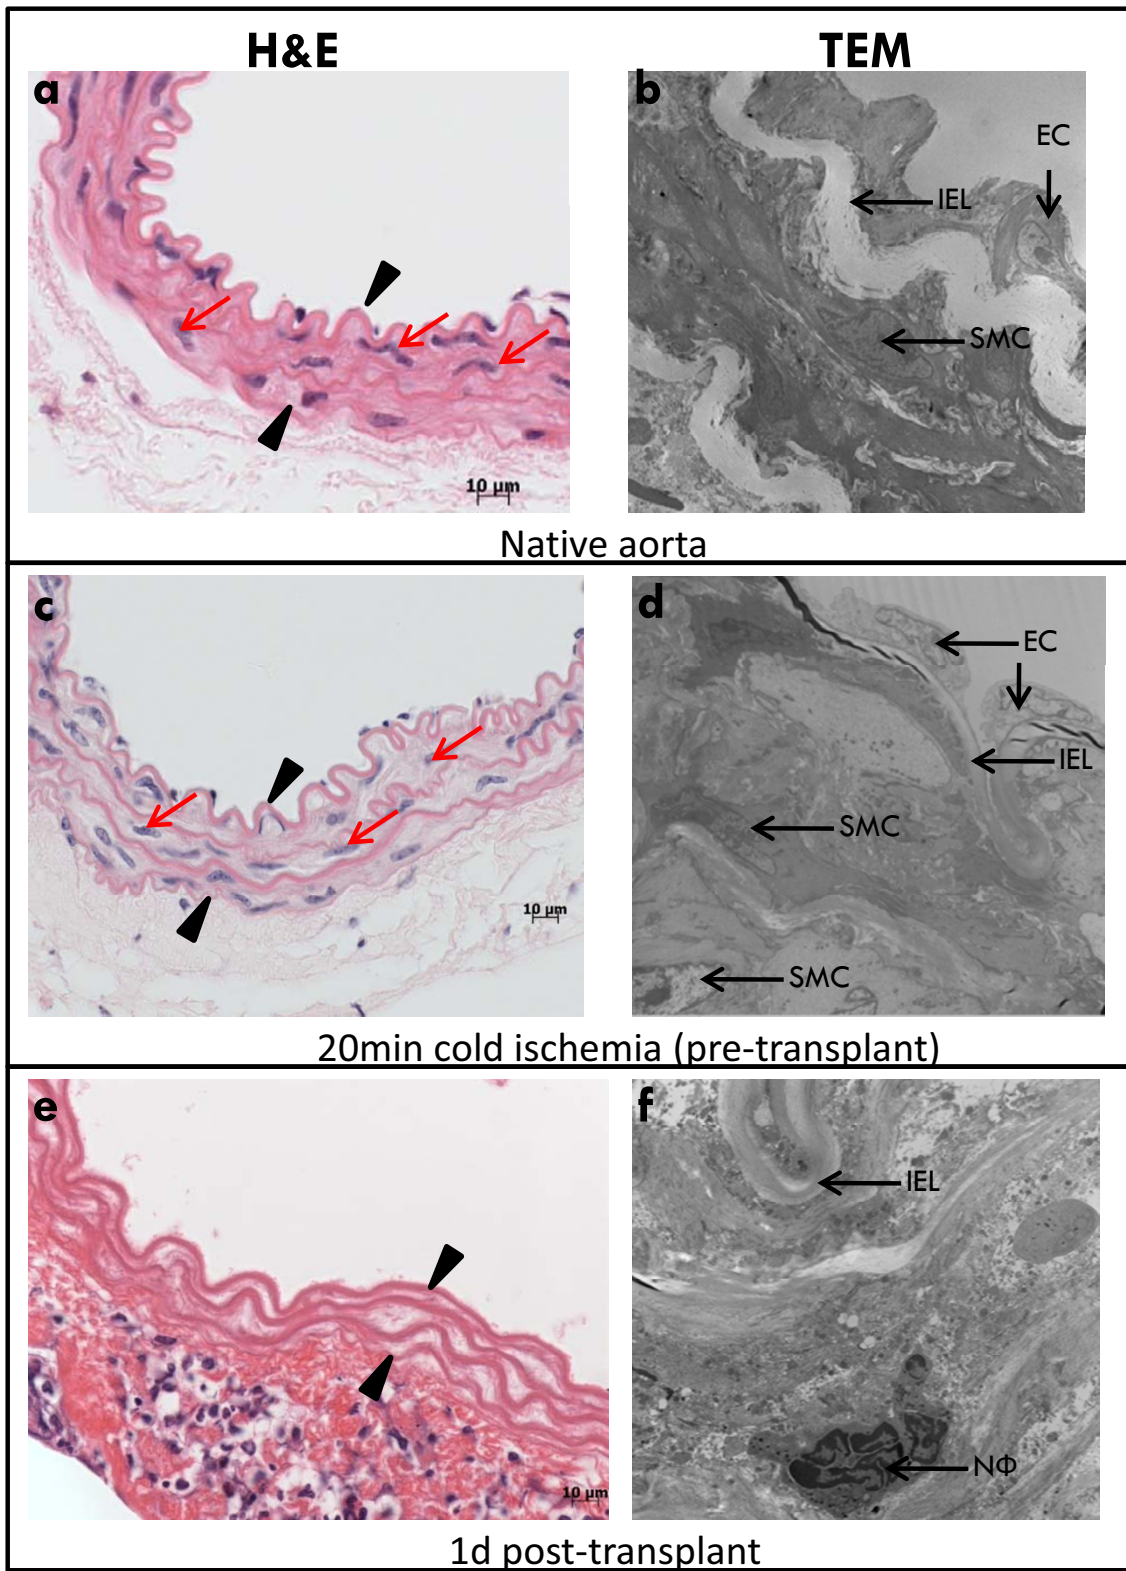 H&E
TEM
a
b
EC
IEL
SMC
10 µm
Native aorta
c
d
EC
IEL
SMC
10 µm
SMC
20min cold ischemia (pre-transplant)
e
f
IEL
NΦ
10 µm
1d post-transplant